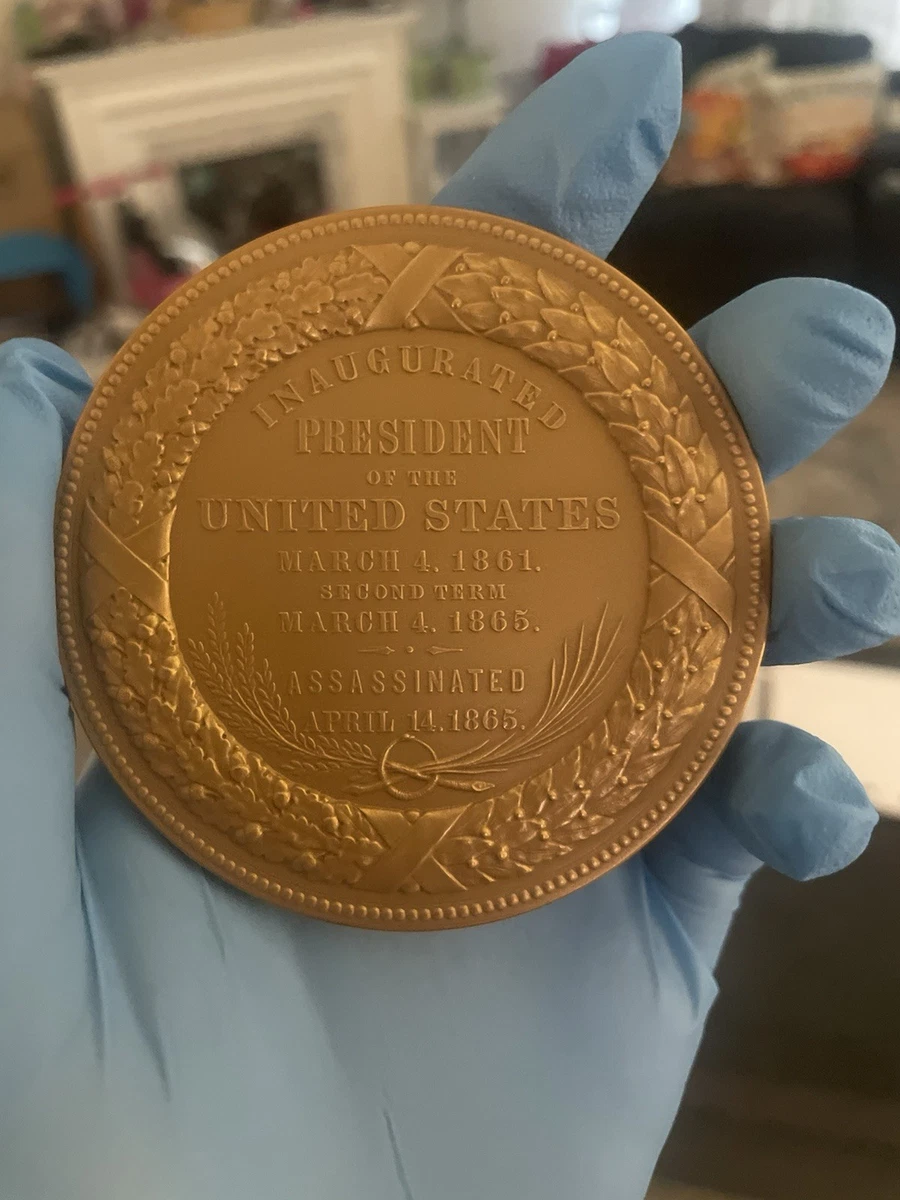 INAUGURATED
PRESIDENT
OF THE
UNITED STATES
MARCH 4. 1861.
SECOND TERM
MARCH 4. 1865.
ASSASSINATED
APRIL 14.1865.